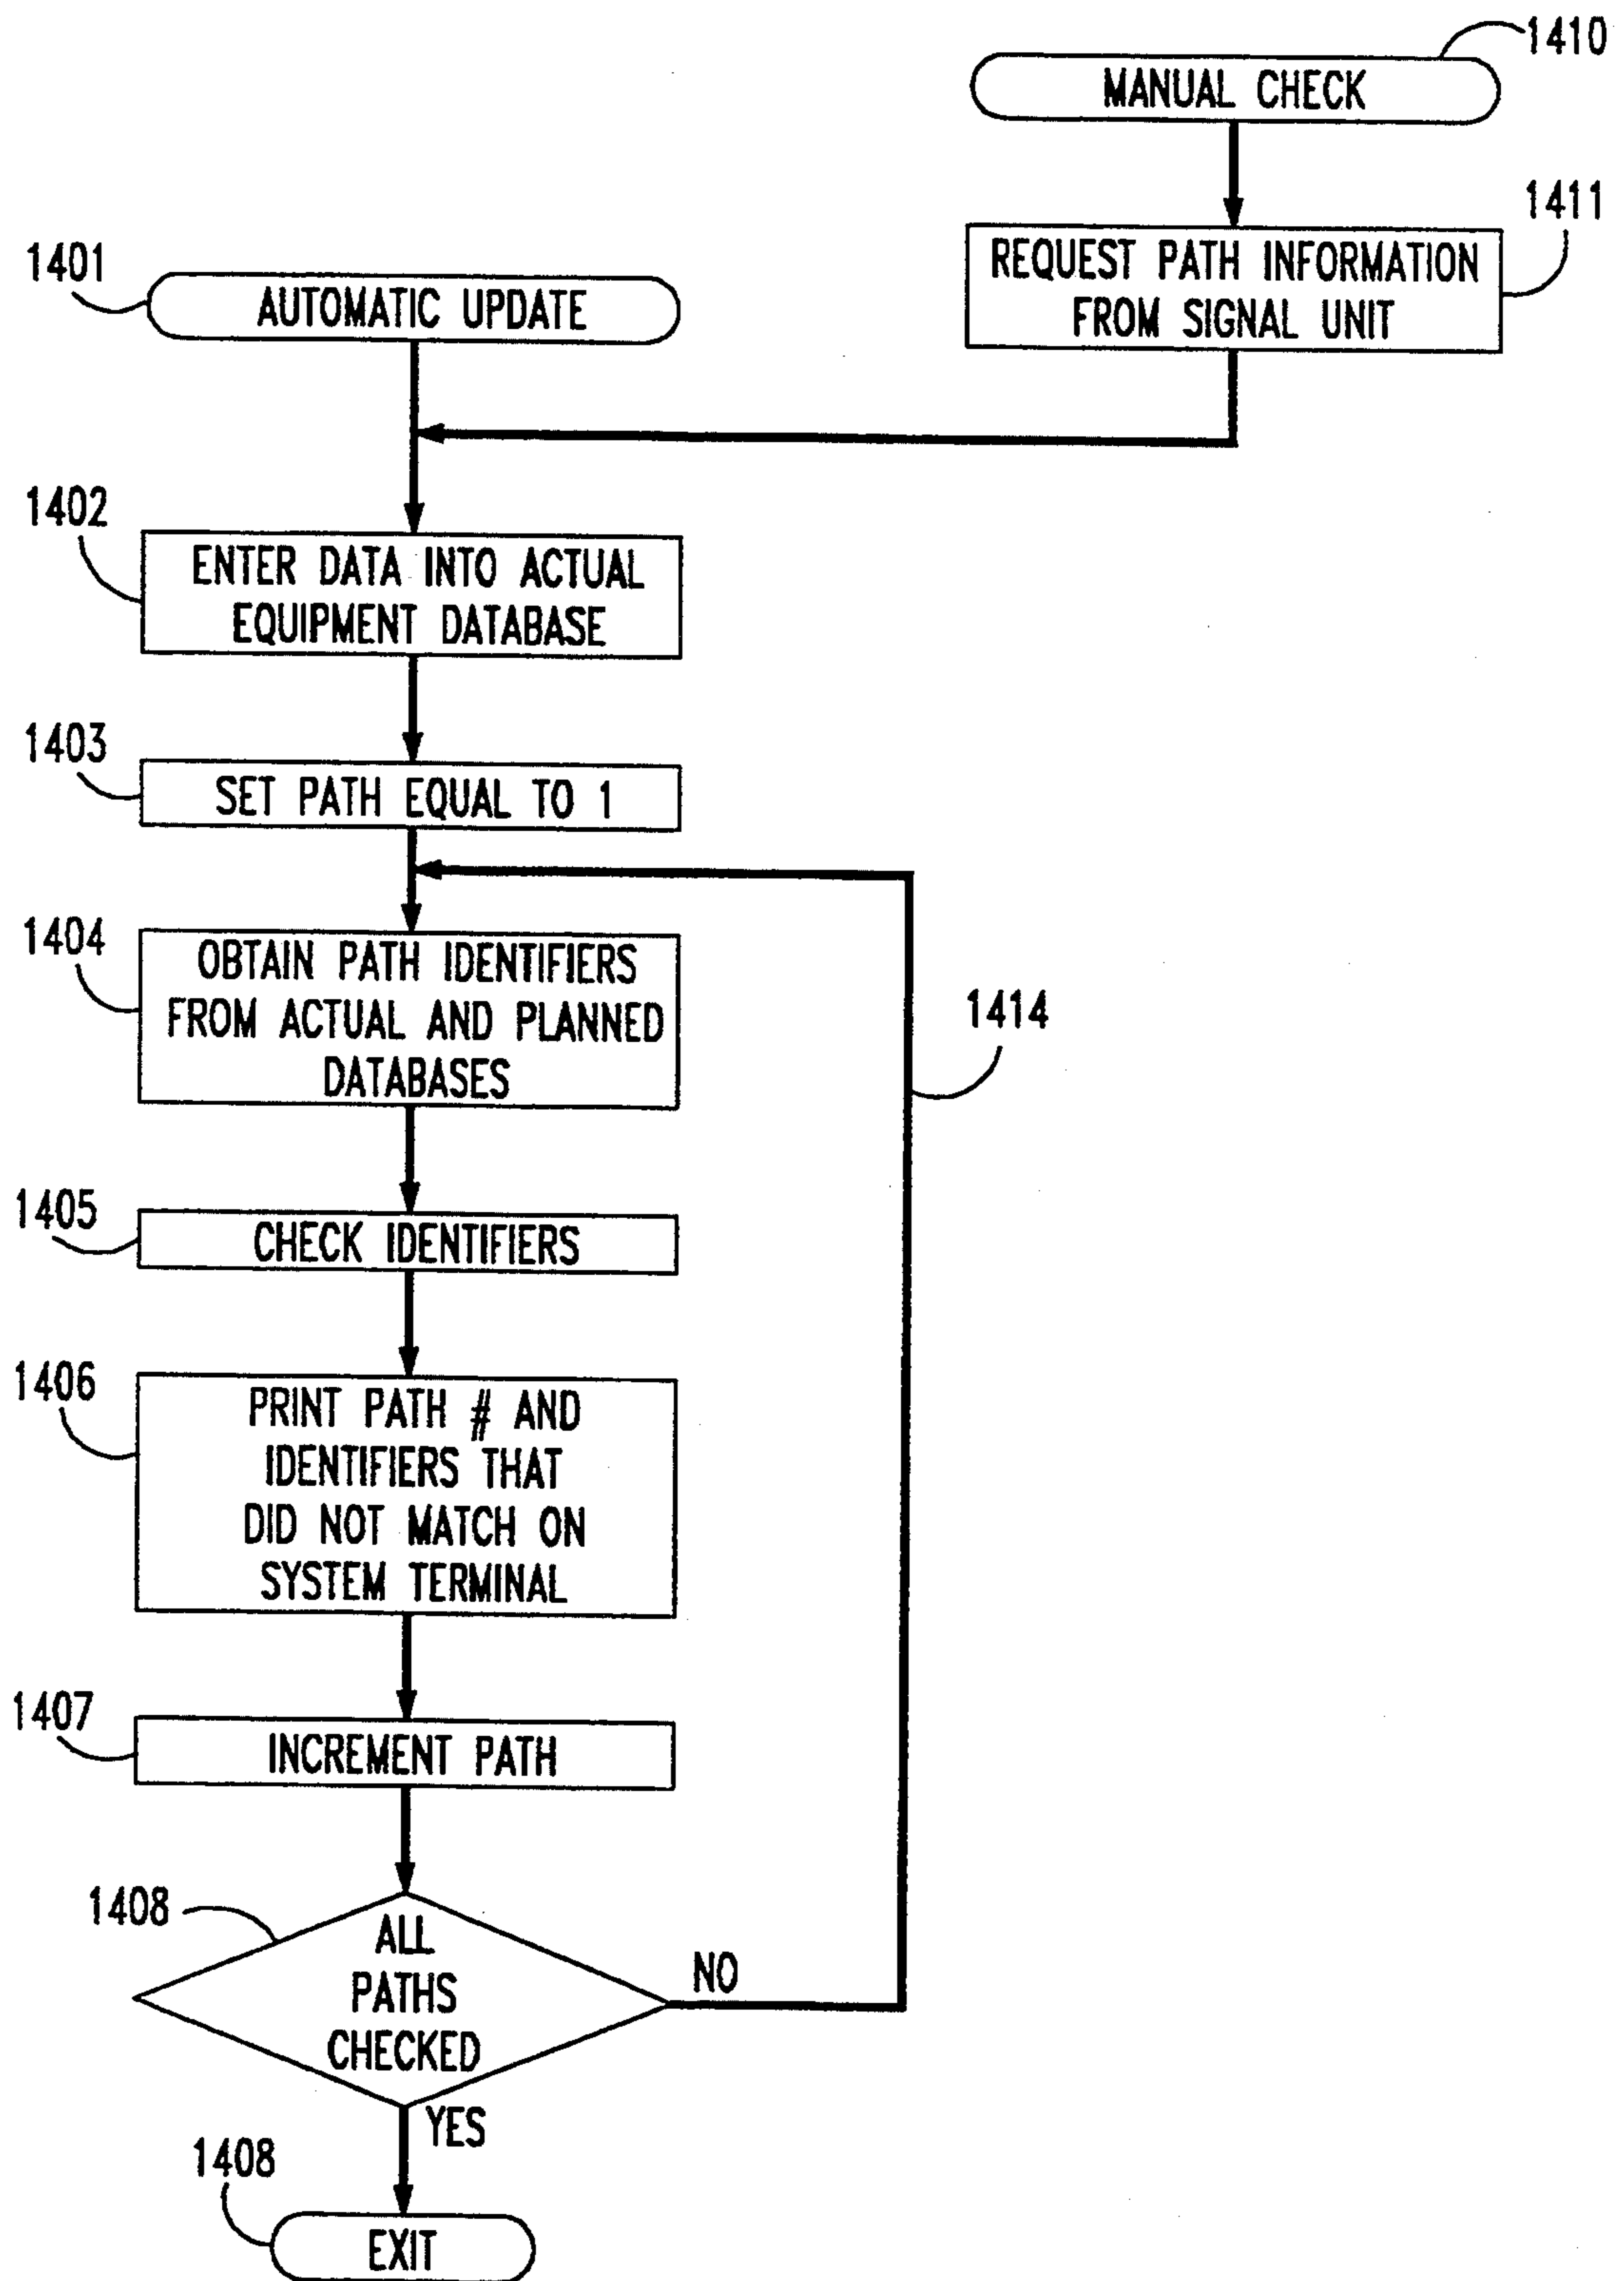 1410
MANUAL CHECK
1411
REQUEST PATH INFORMATION
FROM SIGNAL UNIT
1401
AUTOMATIC UPDATE
1402
ENTER DATA INTO ACTUAL
EQUIPMENT DATABASE
1403
SET PATH EQUAL TO 1
1404
OBTAIN PATH IDENTIFIERS
FROM ACTUAL AND PLANNED
DATABASES
1414
1405
CHECK IDENTIFIERS
1406
PRINT PATH # AND
IDENTIFIERS THAT
DID NOT MATCH ON
SYSTEM TERMINAL
1407
INCREMENT PATH
1408
ALL
PATHS
CHECKED
NO
YES
1408
EXIT